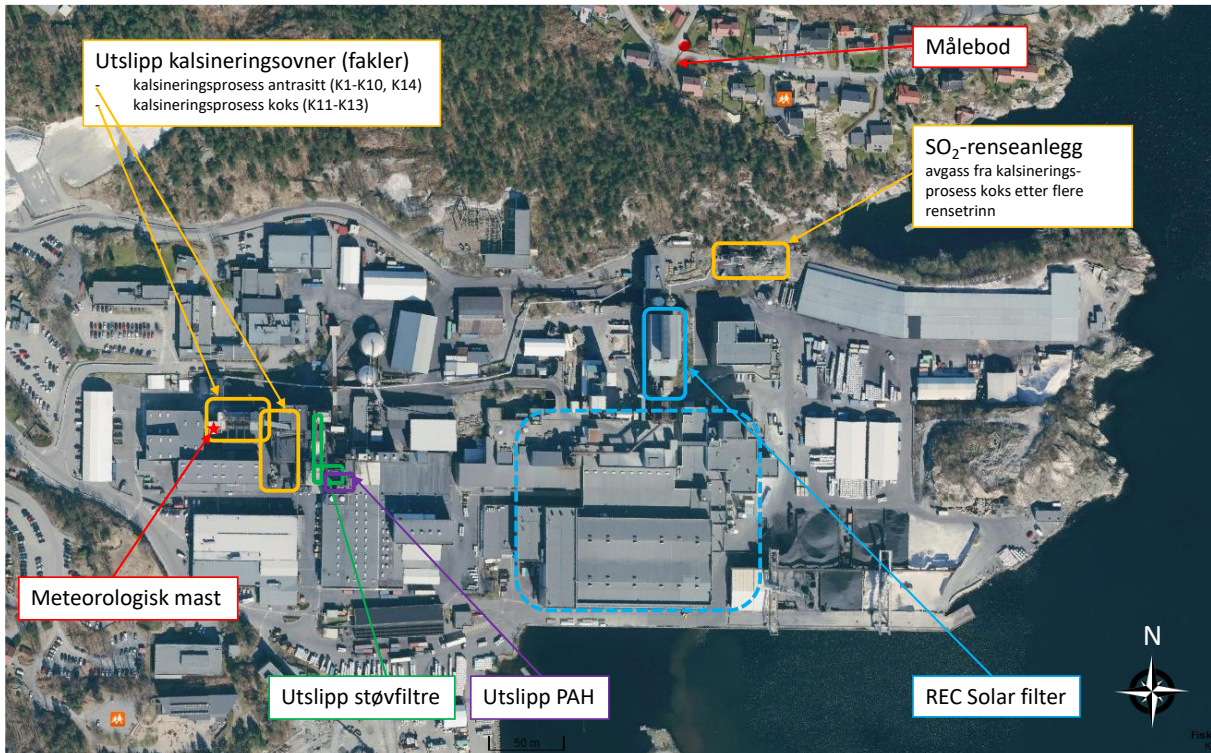 Utslipp kalsineringsovner (fakler)
- kalsineringsprosess antrasitt (K1-K10, K14)
- kalsineringsprosess koks (K11-K13)
Målebod
SO₂-renseanlegg
avgass fra kalsinerings-
prosess koks etter flere
rensetrinn
Meteorologisk mast
Utslipp støvfiltre
Utslipp PAH
REC Solar filter
N
50 m
Fisk